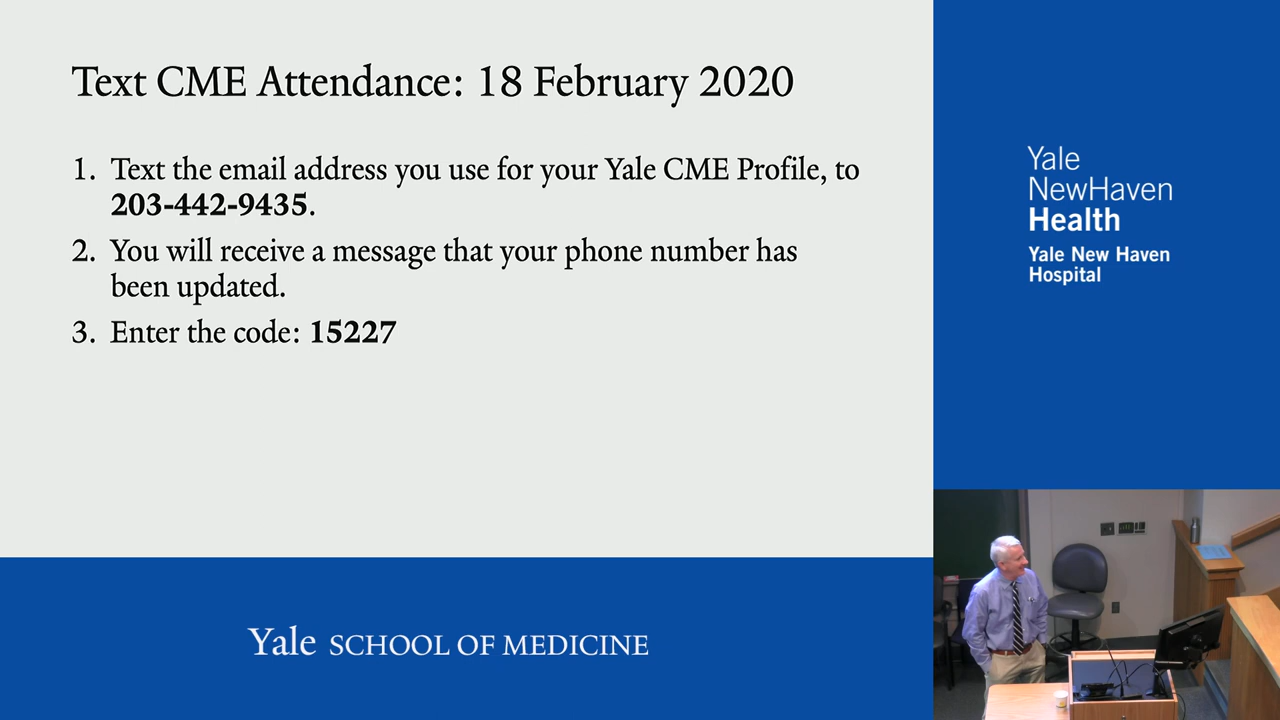 Text CME Attendance: 18 February 2020
1. Text the email address you use for your Yale CME Profile, to
203-442-9435.
2. You will receive a message that your phone number has
been updated.
3. Enter the code: 15227
Yale SCHOOL OF MEDICINE
Yale
NewHaven
Health
Yale New Haven
Hospital